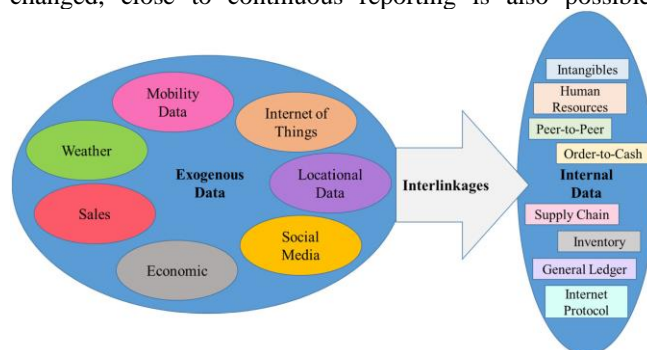 changed, close to continuous reporting is also possible
Mobility
Data
Internet of
Things
Weather
Exogenous
Data
Locational
Data
Sales
Social
Media
Economic
Interlinkages
Intangibles
Human
Resources
Peer-to-Peer
Order-to-Cash
Internal
Data
Supply Chain
Inventory
General Ledger
Internet
Protocol